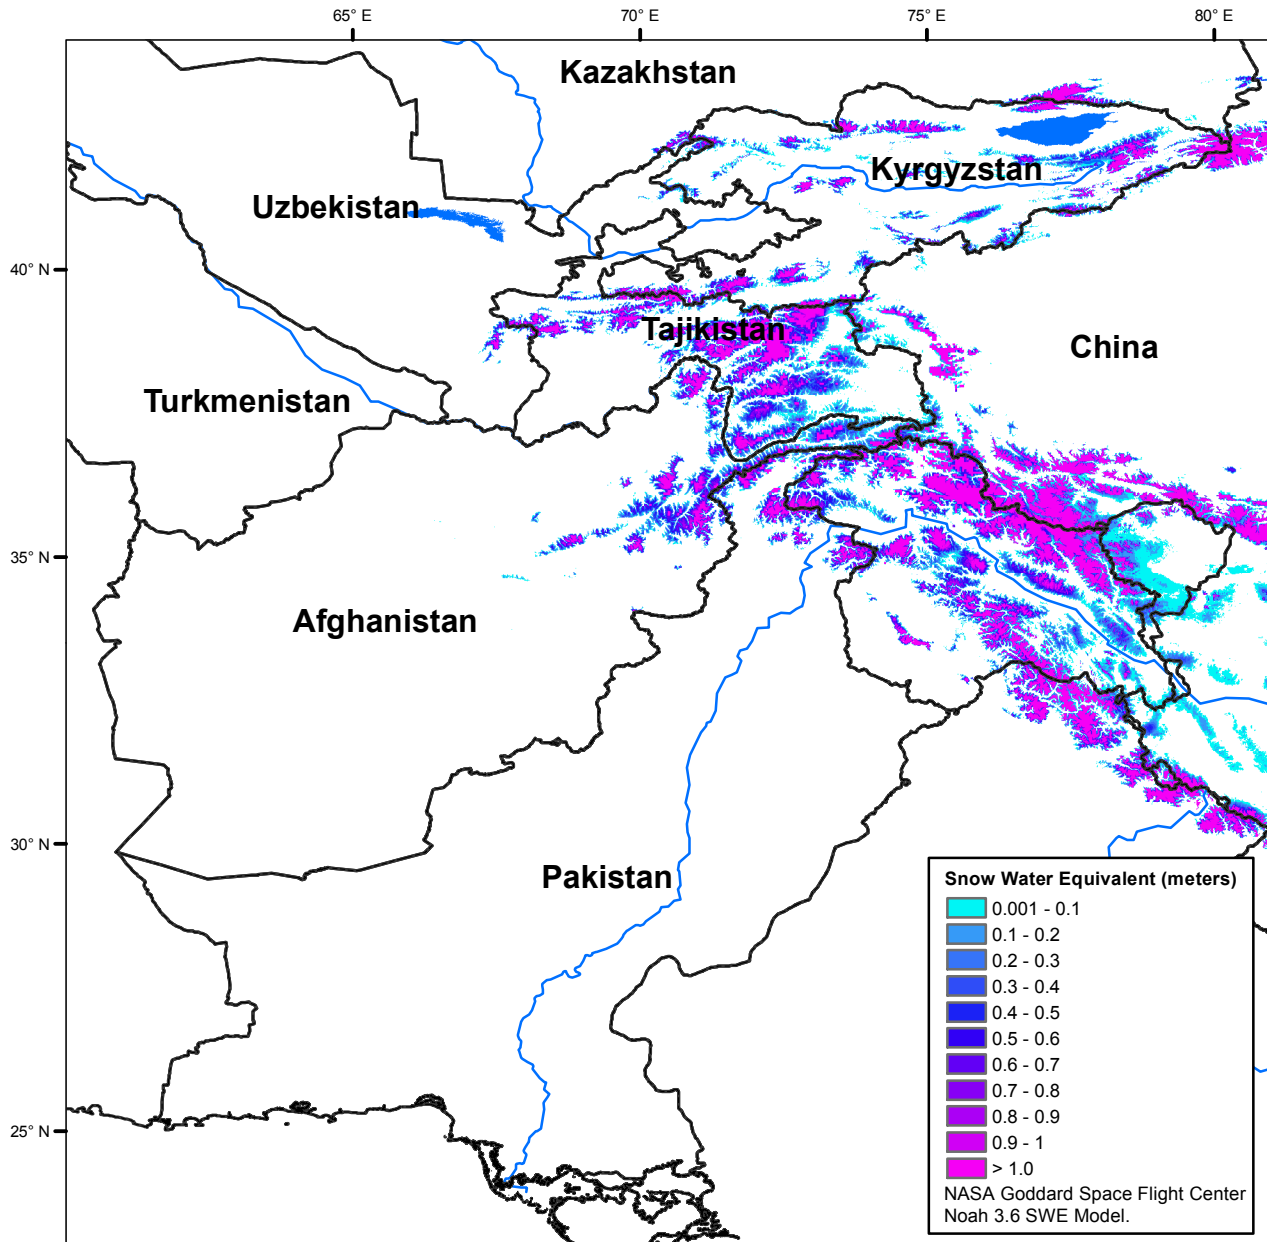 65° E
70° E
75° E
80° E
Kazakhstan
Kyrgyzstan
Uzbekistan
40° N
Tajikistan
China
Turkmenistan
35° N
Afghanistan
30° N
Pakistan
25° N
Snow Water Equivalent (meters)
0.001 - 0.1
0.1 - 0.2
0.2 - 0.3
0.3 - 0.4
0.4 - 0.5
0.5 - 0.6
0.6 - 0.7
0.7 - 0.8
0.8 - 0.9
0.9 - 1
> 1.0
NASA Goddard Space Flight Center
Noah 3.6 SWE Model.